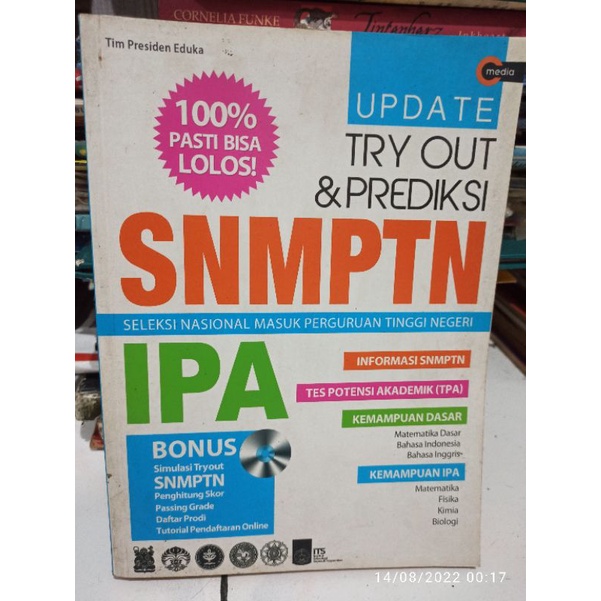 CORNELIA FUNKE
Tintenherz
Tim Presiden Eduka
C media
100%
PASTI BISA
LOLOS!
UPDATE
TRY OUT
&PREDIKSI
SNMPTN
SELEKSI NASIONAL MASUK PERGURUAN TINGGI NEGERI
IPA
INFORMASI SNMPTN
TES POTENSI AKADEMIK (TPA)
KEMAMPUAN DASAR
Matematika Dasar
Bahasa Indonesia
Bahasa Inggris
KEMAMPUAN IPA
Matematika
Fisika
Kimia
Biologi
BONUS
Simulasi Tryout
SNMPTN
Penghitung Skor
Passing Grade
Daftar Prodi
Tutorial Pendaftaran Online
ITS
14/08/2022 00:17